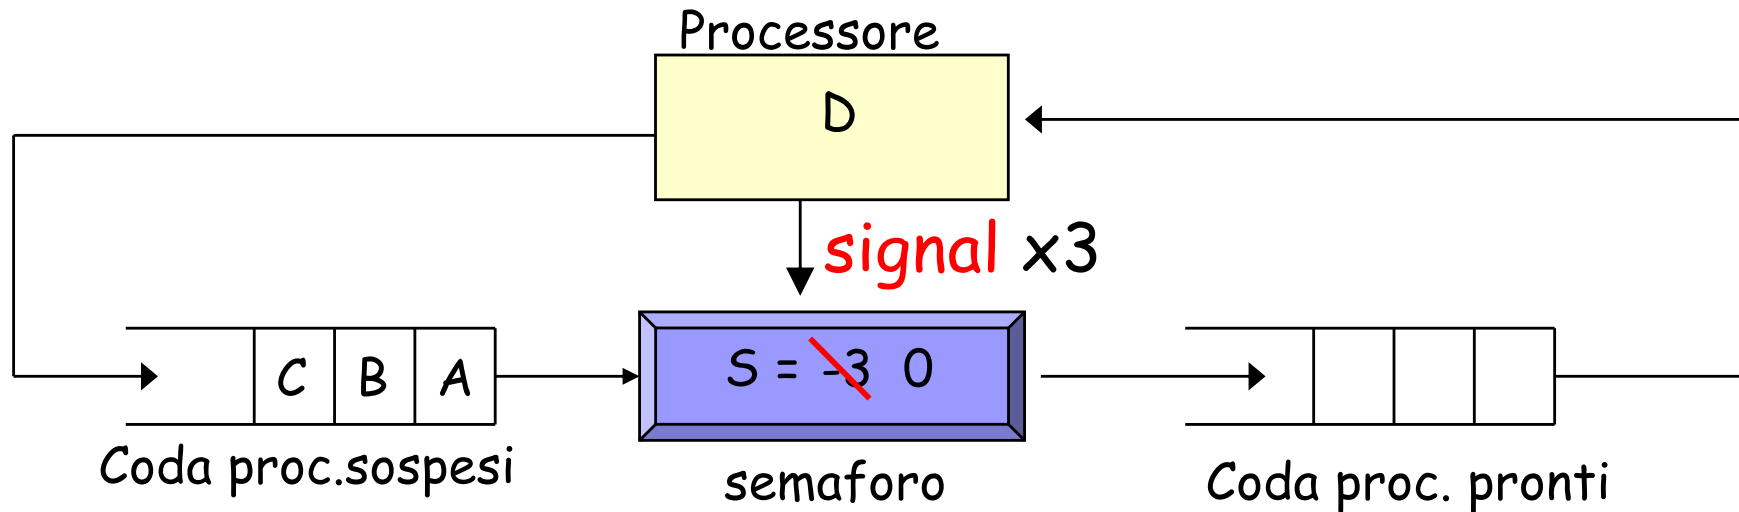 Processore
D
signal x3
C B A
S = -3 0
Coda proc.sospesi
semaforo
Coda proc. pronti